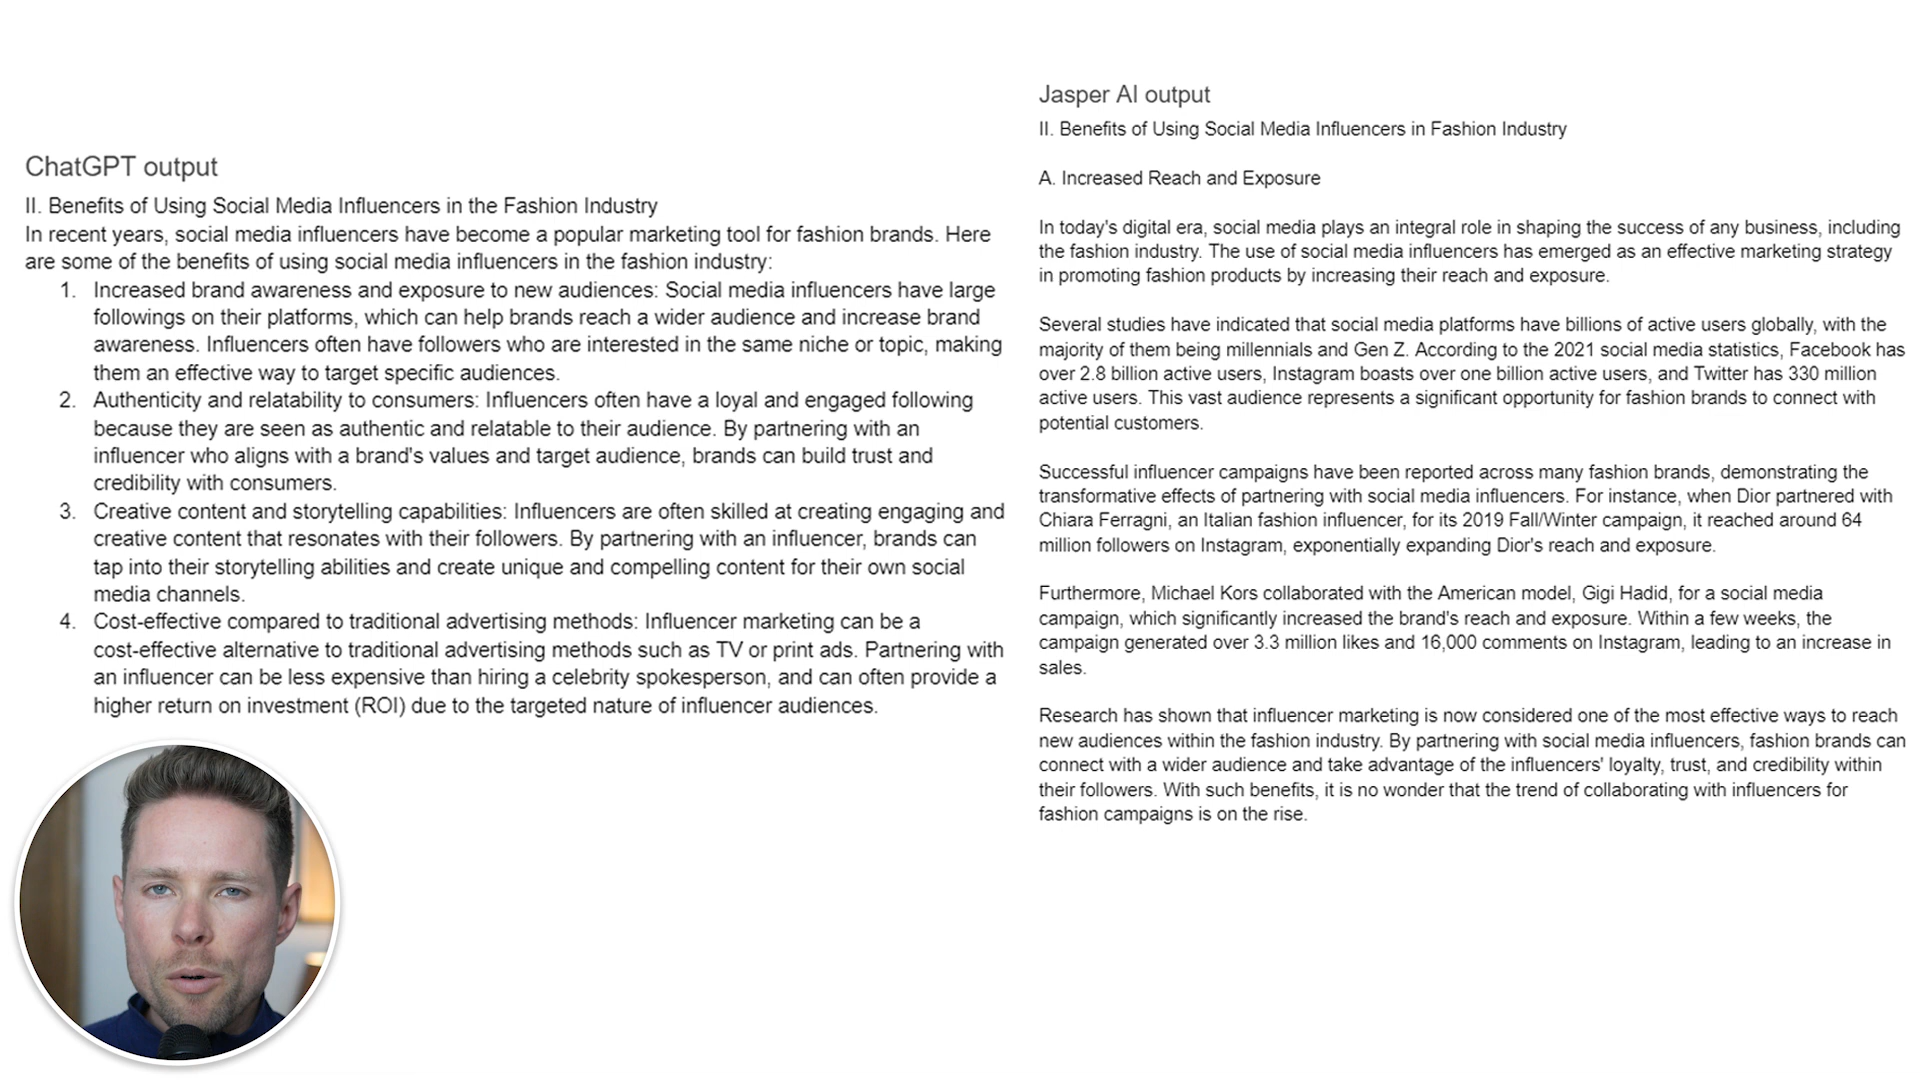 ChatGPT output
II. Benefits of Using Social Media Influencers in the Fashion Industry
In recent years, social media influencers have become a popular marketing tool for fashion brands. Here
are some of the benefits of using social media influencers in the fashion industry:
1. Increased brand awareness and exposure to new audiences: Social media influencers have large
followings on their platforms, which can help brands reach a wider audience and increase brand
awareness. Influencers often have followers who are interested in the same niche or topic, making
them an effective way to target specific audiences.
2. Authenticity and relatability to consumers: Influencers often have a loyal and engaged following
because they are seen as authentic and relatable to their audience. By partnering with an
influencer who aligns with a brand's values and target audience, brands can build trust and
credibility with consumers.
3. Creative content and storytelling capabilities: Influencers are often skilled at creating engaging and
creative content that resonates with their followers. By partnering with an influencer, brands can
tap into their storytelling abilities and create unique and compelling content for their own social
media channels.
4. Cost-effective compared to traditional advertising methods: Influencer marketing can be a
cost-effective alternative to traditional advertising methods such as TV or print ads. Partnering with
an influencer can be less expensive than hiring a celebrity spokesperson, and can often provide a
higher return on investment (ROI) due to the targeted nature of influencer audiences.
Jasper AI output
II. Benefits of Using Social Media Influencers in Fashion Industry
A. Increased Reach and Exposure
In today's digital era, social media plays an integral role in shaping the success of any business, including
the fashion industry. The use of social media influencers has emerged as an effective marketing strategy
in promoting fashion products by increasing their reach and exposure.
Several studies have indicated that social media platforms have billions of active users globally, with the
majority of them being millennials and Gen Z. According to the 2021 social media statistics, Facebook has
over 2.8 billion active users, Instagram boasts over one billion active users, and Twitter has 330 million
active users. This vast audience represents a significant opportunity for fashion brands to connect with
potential customers.
Successful influencer campaigns have been reported across many fashion brands, demonstrating the
transformative effects of partnering with social media influencers. For instance, when Dior partnered with
Chiara Ferragni, an Italian fashion influencer, for its 2019 Fall/Winter campaign, it reached around 64
million followers on Instagram, exponentially expanding Dior's reach and exposure.
Furthermore, Michael Kors collaborated with the American model, Gigi Hadid, for a social media
campaign, which significantly increased the brand's reach and exposure. Within a few weeks, the
campaign generated over 3.3 million likes and 16,000 comments on Instagram, leading to an increase in
sales.
Research has shown that influencer marketing is now considered one of the most effective ways to reach
new audiences within the fashion industry. By partnering with social media influencers, fashion brands can
connect with a wider audience and take advantage of the influencers' loyalty, trust, and credibility within
their followers. With such benefits, it is no wonder that the trend of collaborating with influencers for
fashion campaigns is on the rise.